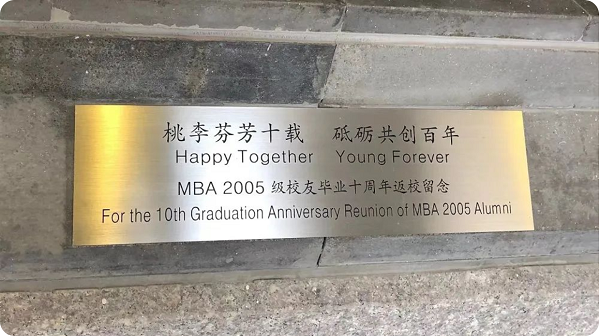 桃李芬芳十载 砥砺共创百年
Happy Together Young Forever
MBA 2005 级校友毕业十周年返校留念
For the 10th Graduation Anniversary Reunion of MBA 2005 Alumni